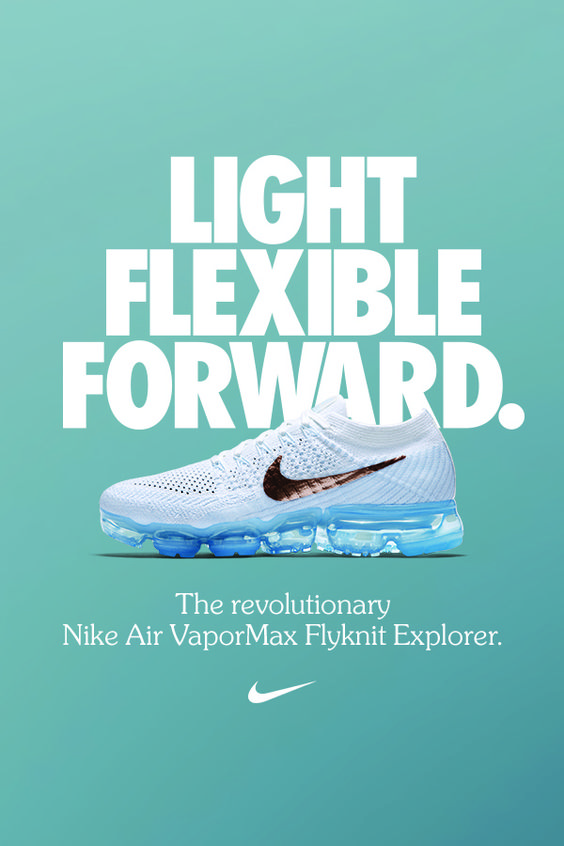 LIGHT
FLEXIBLE
FORWARD.
The revolutionary
Nike Air VaporMax Flyknit Explorer.